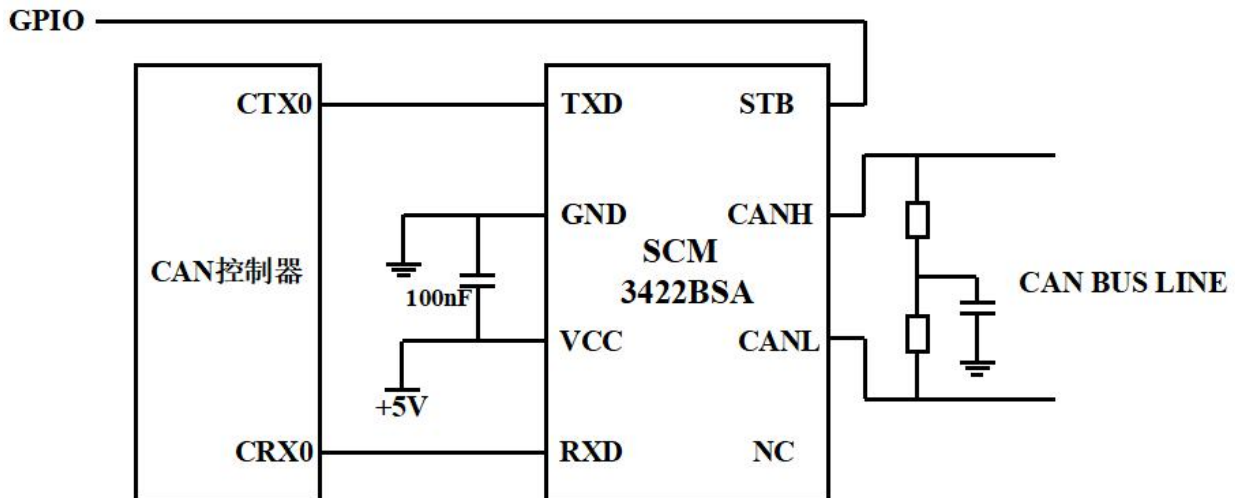 GPIO
CTX0
TXD
STB
GND
CANH
CAN控制器
SCM
3422BSA
100nF
CAN BUS LINE
VCC
CANL
+5V
CRX0
RXD
NC